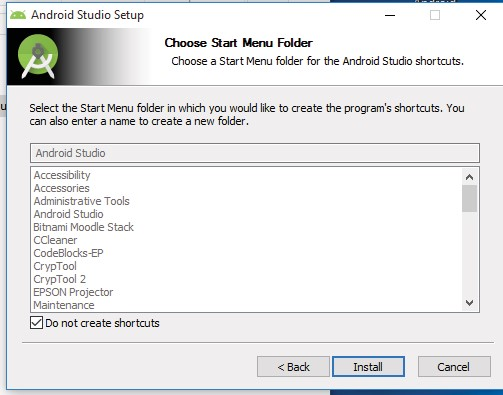 Android Studio Setup
Choose Start Menu Folder
Choose a Start Menu folder for the Android Studio shortcuts.
Select the Start Menu folder in which you would like to create the program's shortcuts. You
can also enter a name to create a new folder.
Android Studio
Accessibility
Accessories
Administrative Tools
Android Studio
Bitnami Moodle Stack
CCleaner
CodeBlocks-EP
CrypTool
CrypTool 2
EPSON Projector
Maintenance
Do not create shortcuts
< Back
Install
Cancel